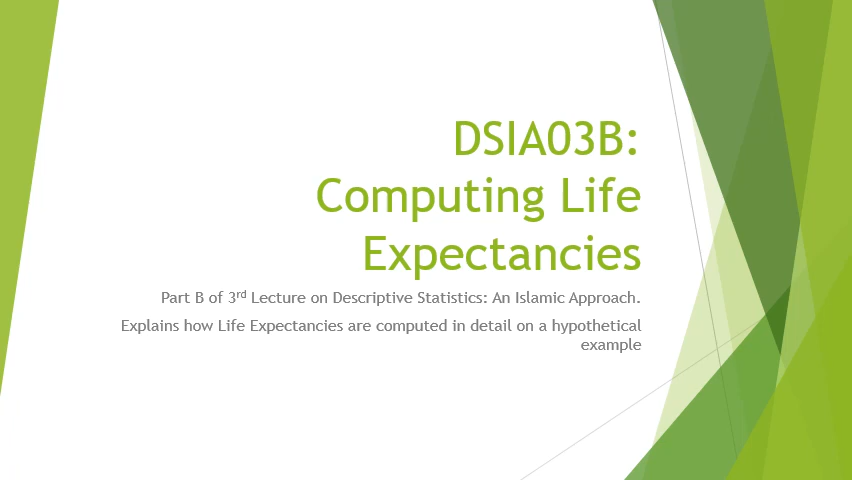 DSIA03B:
Computing Life
Expectancies
Part B of 3rd Lecture on Descriptive Statistics: An Islamic Approach.
Explains how Life Expectancies are computed in detail on a hypothetical
example